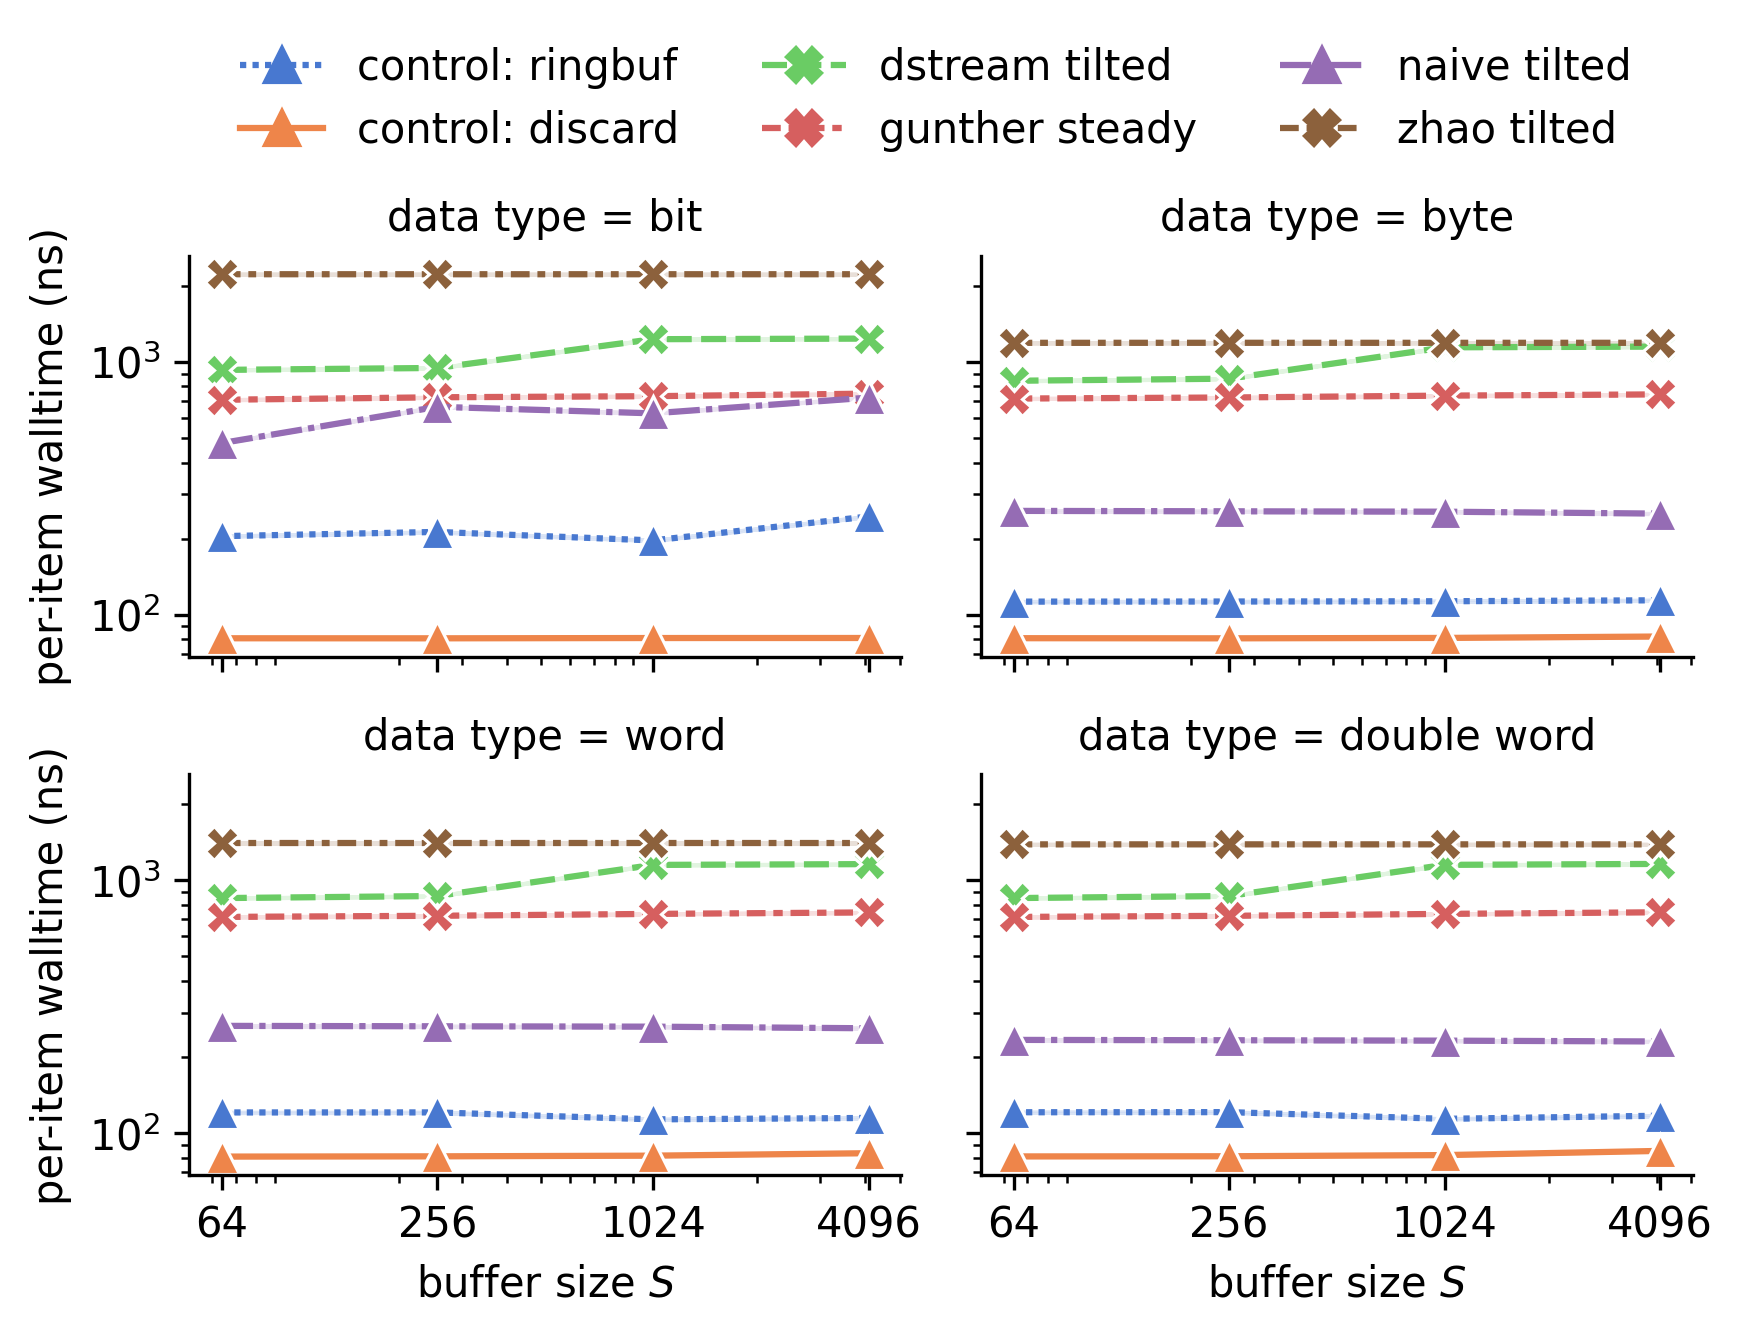 control: ringbuf
dstream tilted
naive tilted
control: discard
gunther steady
zhao tilted
data type = bit
data type = byte
per-item walltime (ns)
10³
10²
data type = word
data type = double word
per-item walltime (ns)
10³
10²
64 256 1024 4096
64 256 1024 4096
buffer size S
buffer size S